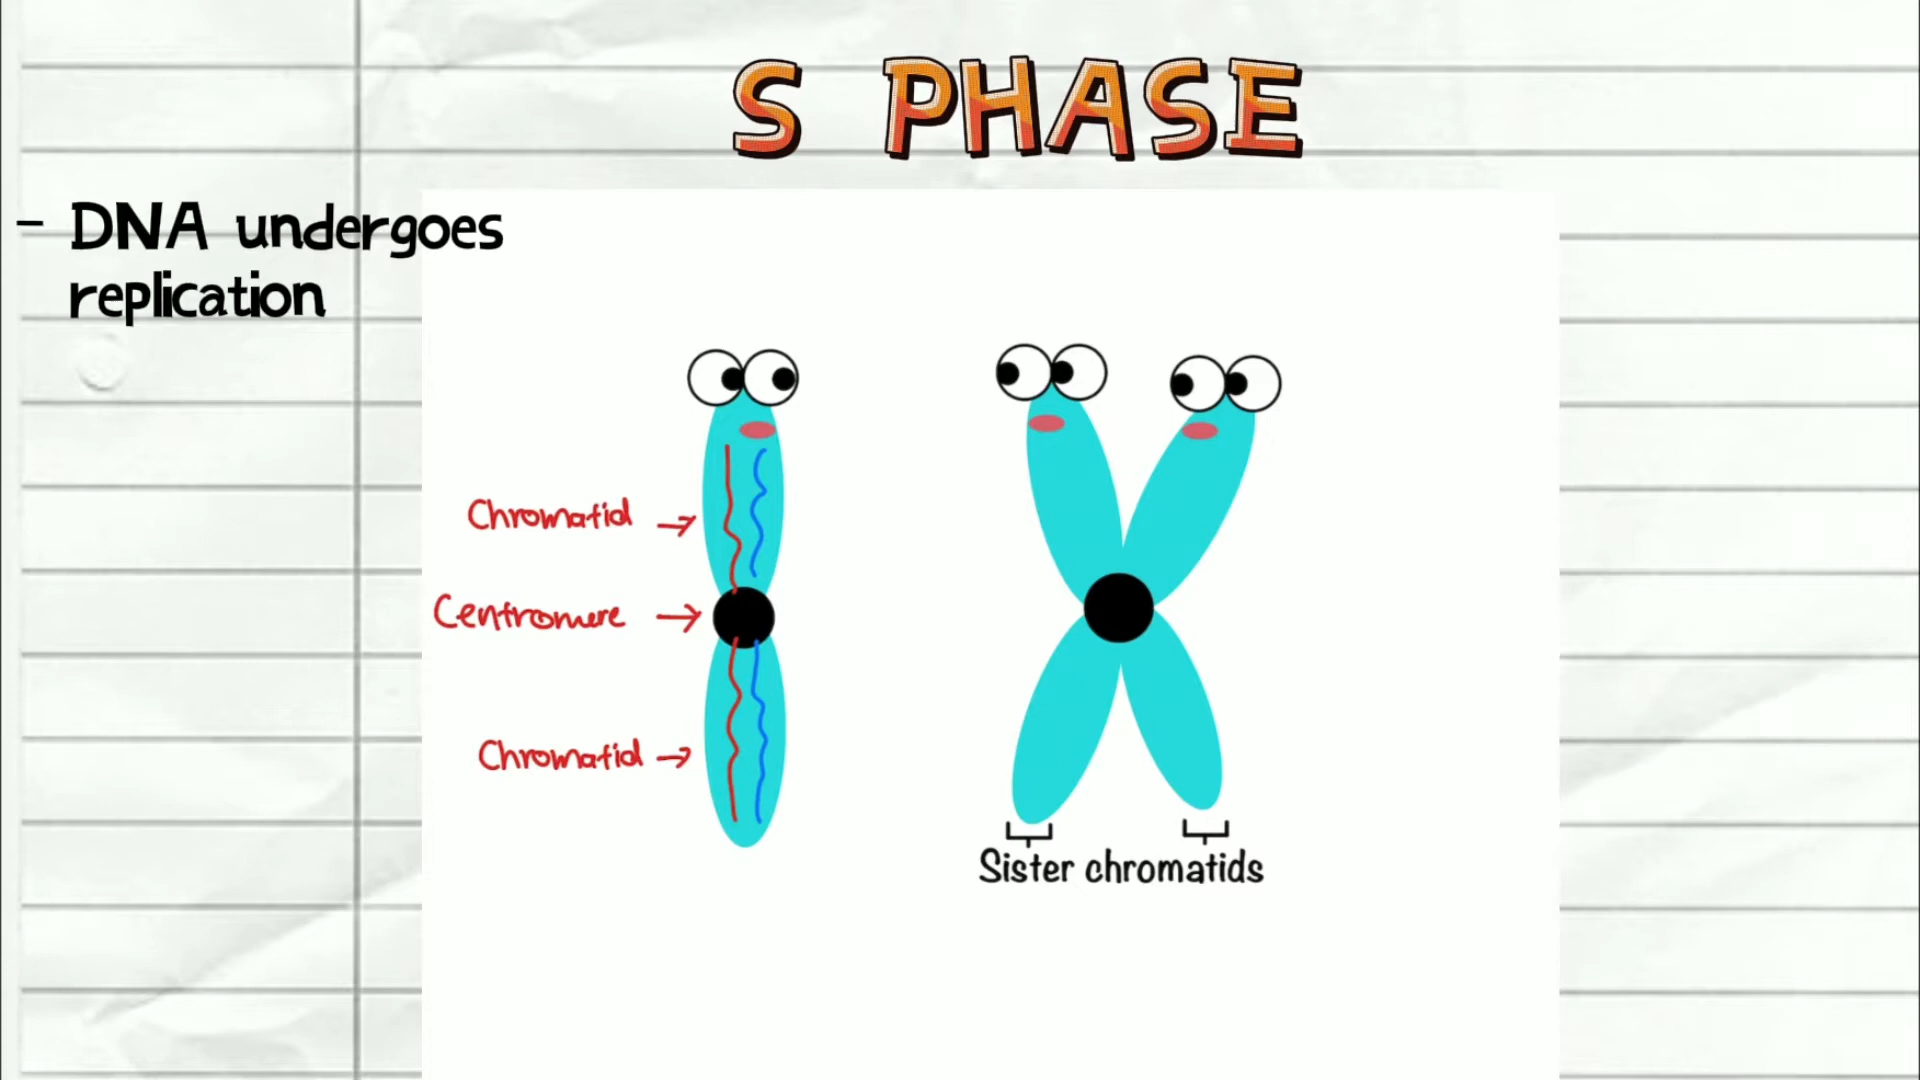 S PHASE
- DNA undergoes
replication
Chromatid →
Centromere →
Chromatid →
Sister chromatids